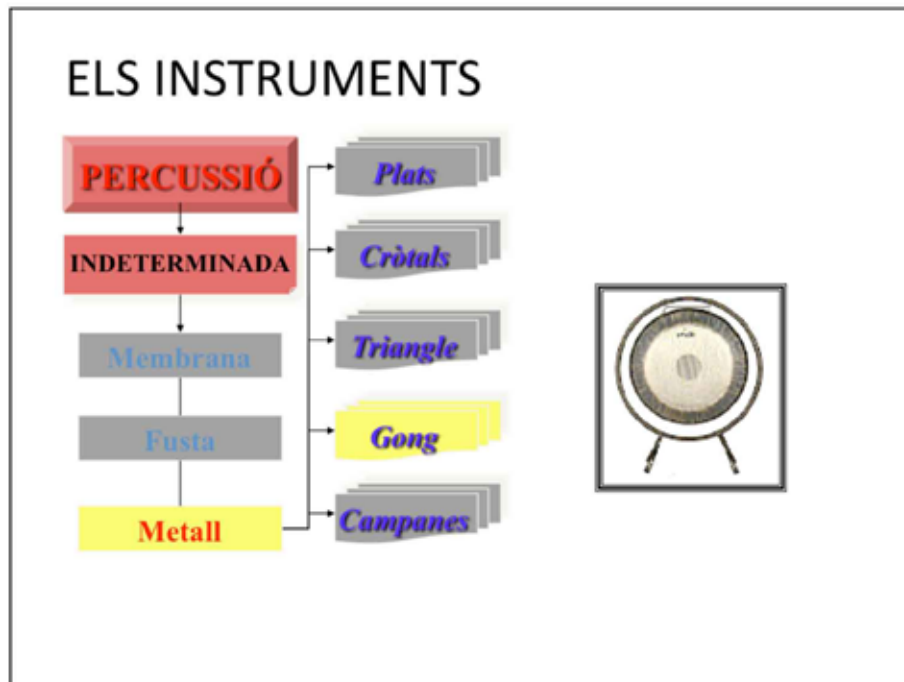 ELS INSTRUMENTS
PERCUSSIÓ
INDETERMINADA
Membrana
Fusta
Metall
Plats
Cròtals
Triangle
Gong
Campanes